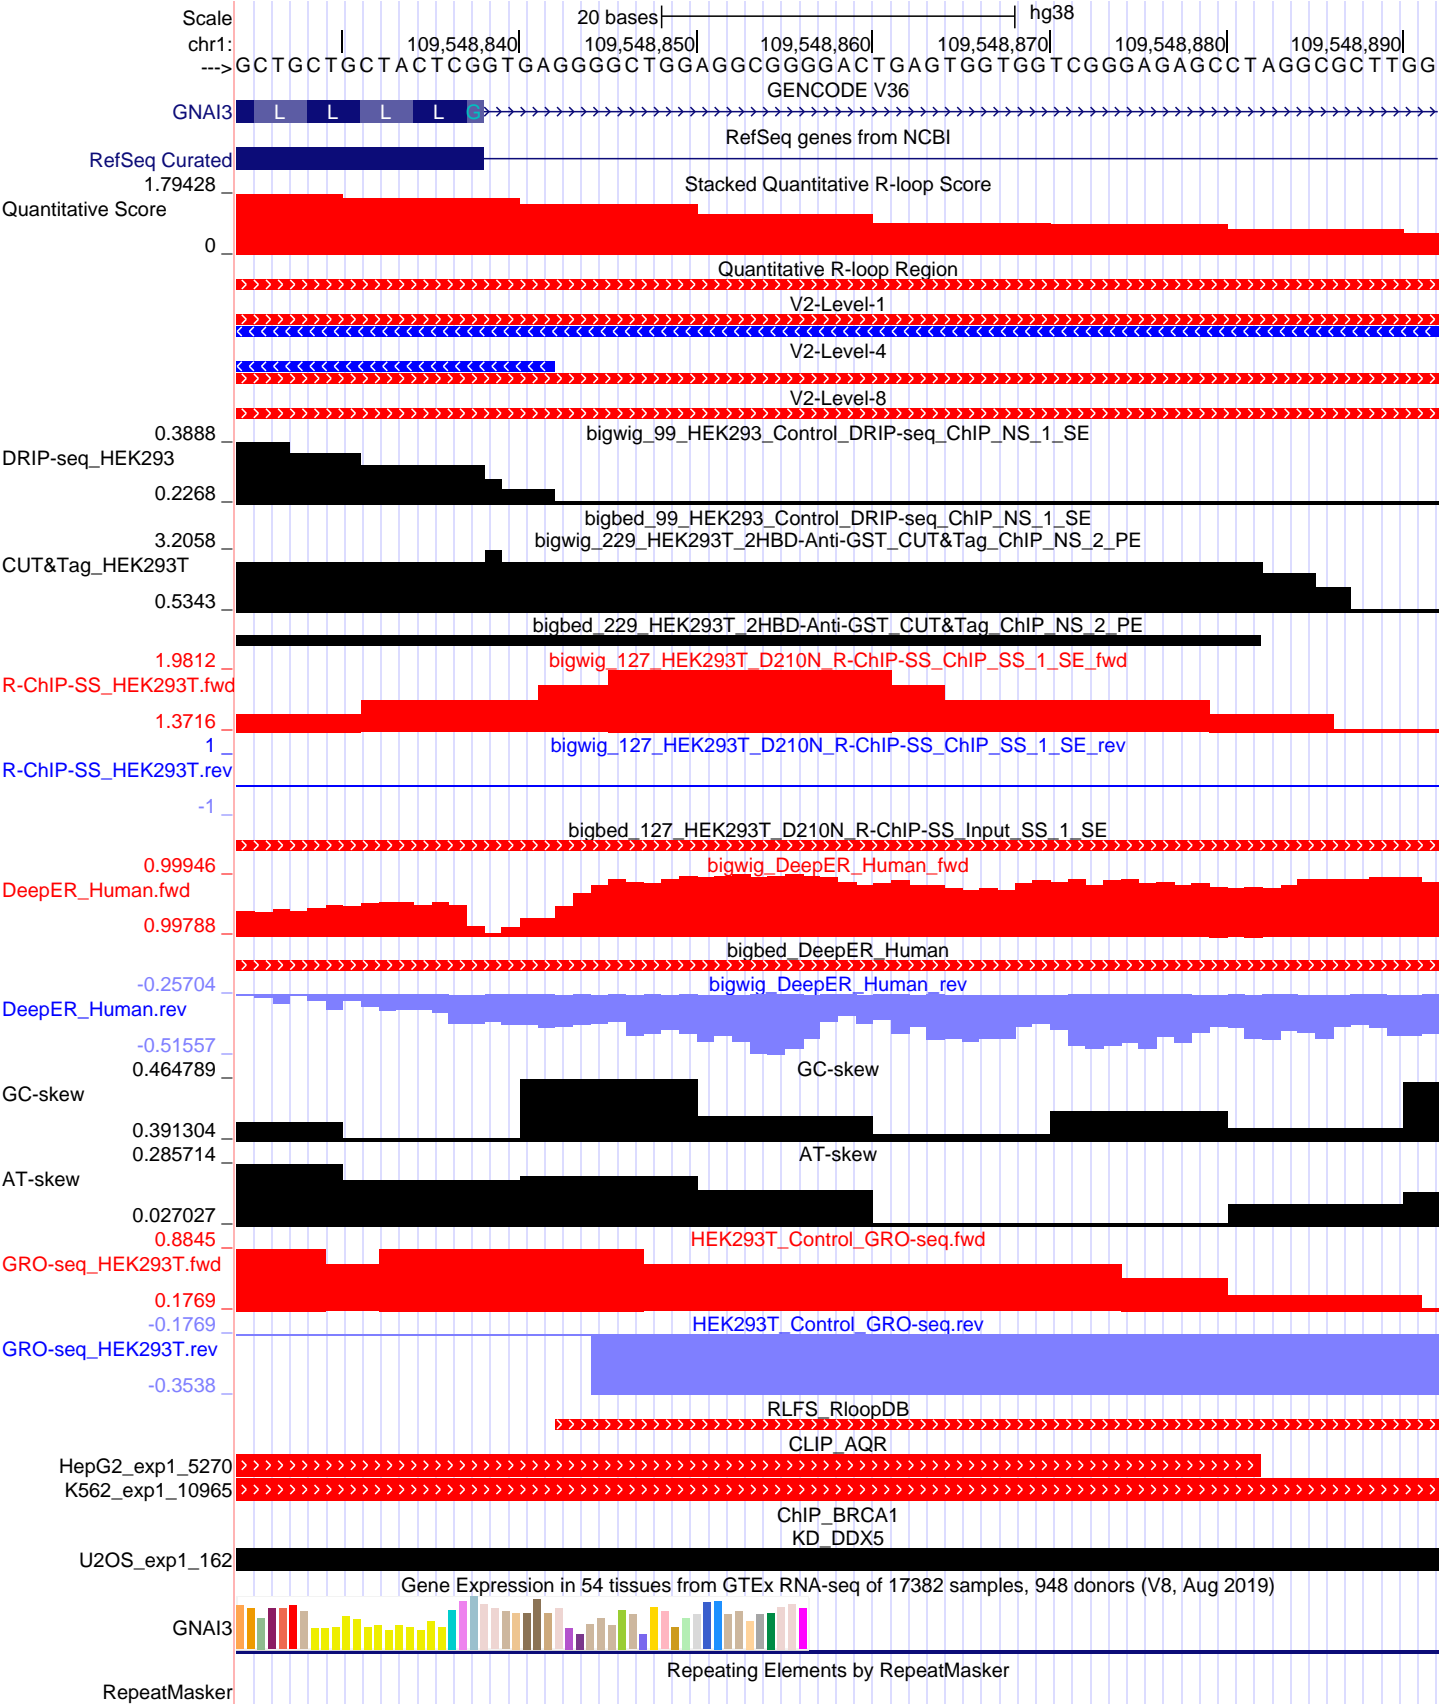 Scale 20 bases hg38
chr1: 109,548,840 109,548,850 109,548,860 109,548,870 109,548,880 109,548,890
---> GCTGCTGCTACTCGGTGAGGGGCTGGAGGCGGGGACTGAGTGGTGGTCGGGAGAGCCTAGGCGCTTGG
GENCODE V36
GNAI3 L L L L G
RefSeq genes from NCBI
RefSeq Curated
1.79428 Stacked Quantitative R-loop Score
Quantitative Score
0
Quantitative R-loop Region
V2-Level-1
V2-Level-4
V2-Level-8
0.3888 bigwig_99_HEK293_Control_DRIP-seq_ChIP_NS_1_SE
DRIP-seq_HEK293
0.2268
bigbed_99_HEK293_Control_DRIP-seq_ChIP_NS_1_SE
3.2058 bigwig_229_HEK293T_2HBD-Anti-GST_CUT&Tag_ChIP_NS_2_PE
CUT&Tag_HEK293T
0.5343
bigbed_229_HEK293T_2HBD-Anti-GST_CUT&Tag_ChIP_NS_2_PE
1.9812 bigwig_127_HEK293T_D210N_R-ChIP-SS_ChIP_SS_1_SE_fwd
R-ChIP-SS_HEK293T.fwd
1.3716
1 bigwig_127_HEK293T_D210N_R-ChIP-SS_ChIP_SS_1_SE_rev
R-ChIP-SS_HEK293T.rev
-1
bigbed_127_HEK293T_D210N_R-ChIP-SS_Input_SS_1_SE
0.99946 bigwig_DeepER_Human_fwd
DeepER_Human.fwd
0.99788
bigbed_DeepER_Human
-0.25704 bigwig_DeepER_Human_rev
DeepER_Human.rev
-0.51557
0.464789 GC-skew
GC-skew
0.391304
0.285714 AT-skew
AT-skew
0.027027
0.8845 HEK293T_Control_GRO-seq.fwd
GRO-seq_HEK293T.fwd
0.1769
-0.1769 HEK293T_Control_GRO-seq.rev
GRO-seq_HEK293T.rev
-0.3538
RLFS_RloopDB
CLIP_AQR
HepG2_exp1_5270
K562_exp1_10965
ChIP_BRCA1
KD_DDX5
U2OS_exp1_162
Gene Expression in 54 tissues from GTEx RNA-seq of 17382 samples, 948 donors (V8, Aug 2019)
GNAI3
Repeating Elements by RepeatMasker
RepeatMasker